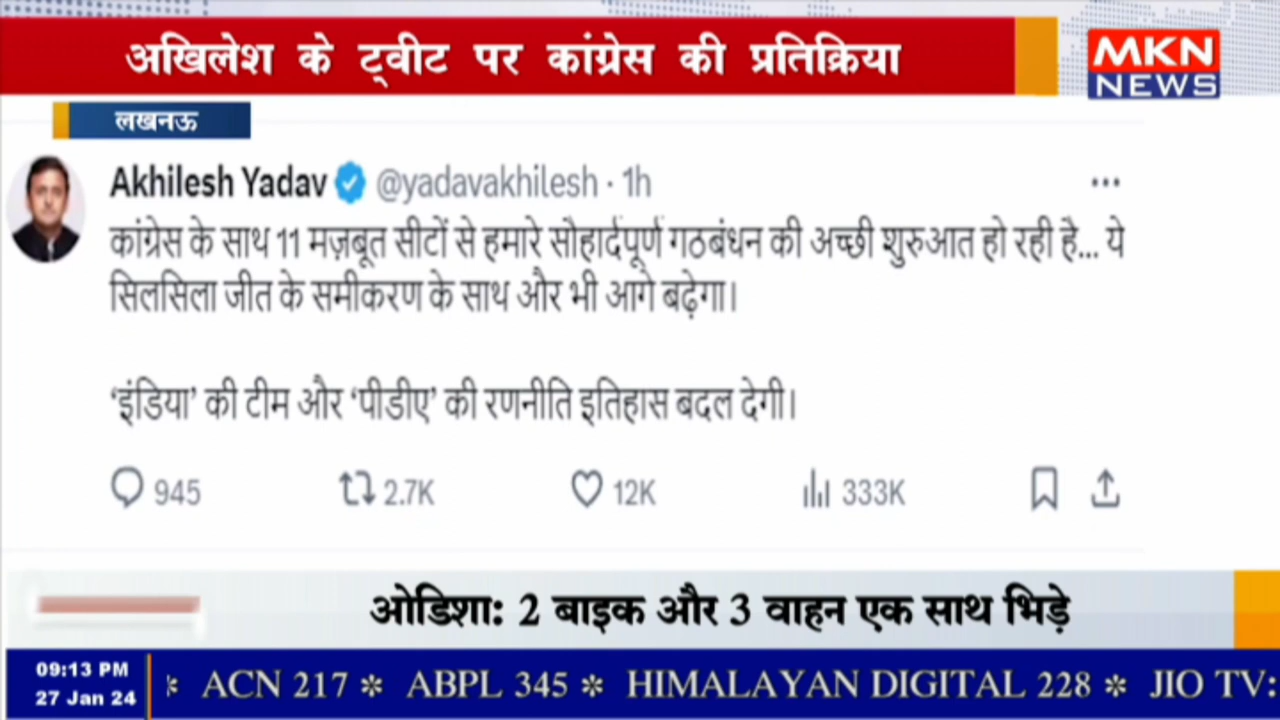 अखिलेश के ट्वीट पर कांग्रेस की प्रतिक्रिया
MKN
NEWS
लखनऊ
Akhilesh Yadav @yadavakhilesh · 1h
कांग्रेस के साथ 11 मज़बूत सीटों से हमारे सौहार्दपूर्ण गठबंधन की अच्छी शुरुआत हो रही है... ये
सिलसिला जीत के समीकरण के साथ और भी आगे बढ़ेगा।
‘इंडिया’ की टीम और ‘पीडीए’ की रणनीति इतिहास बदल देगी।
945 2.7K 12K 333K
ओडिशा: 2 बाइक और 3 वाहन एक साथ भिड़े
09:13 PM
27 Jan 24
ACN 217 * ABPL 345 * HIMALAYAN DIGITAL 228 * JIO TV: